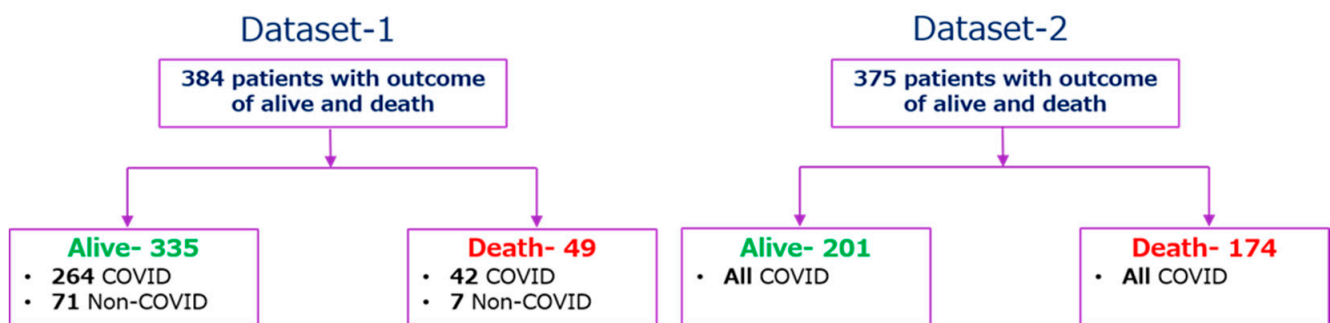 Dataset-1
384 patients with outcome
of alive and death
Alive- 335
• 264 COVID
• 71 Non-COVID
Death- 49
• 42 COVID
• 7 Non-COVID
Dataset-2
375 patients with outcome
of alive and death
Alive- 201
• All COVID
Death- 174
• All COVID